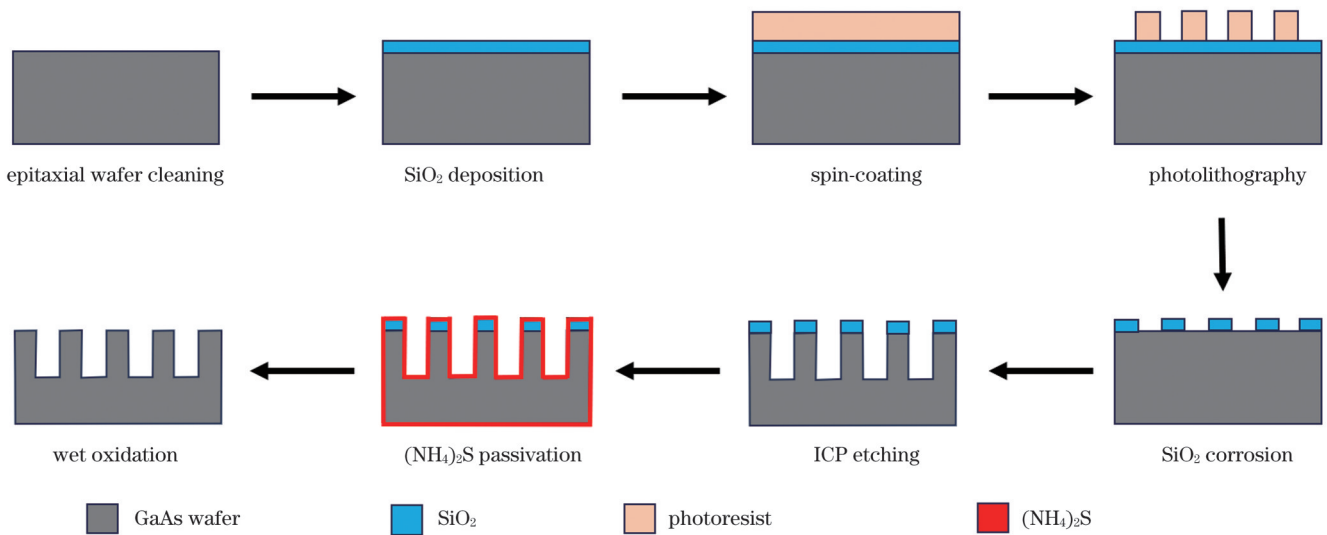 epitaxial wafer cleaning
SiO₂ deposition
spin-coating
photolithography
wet oxidation
(NH₄)₂S passivation
ICP etching
SiO₂ corrosion
GaAs wafer
SiO₂
photoresist
(NH₄)₂S